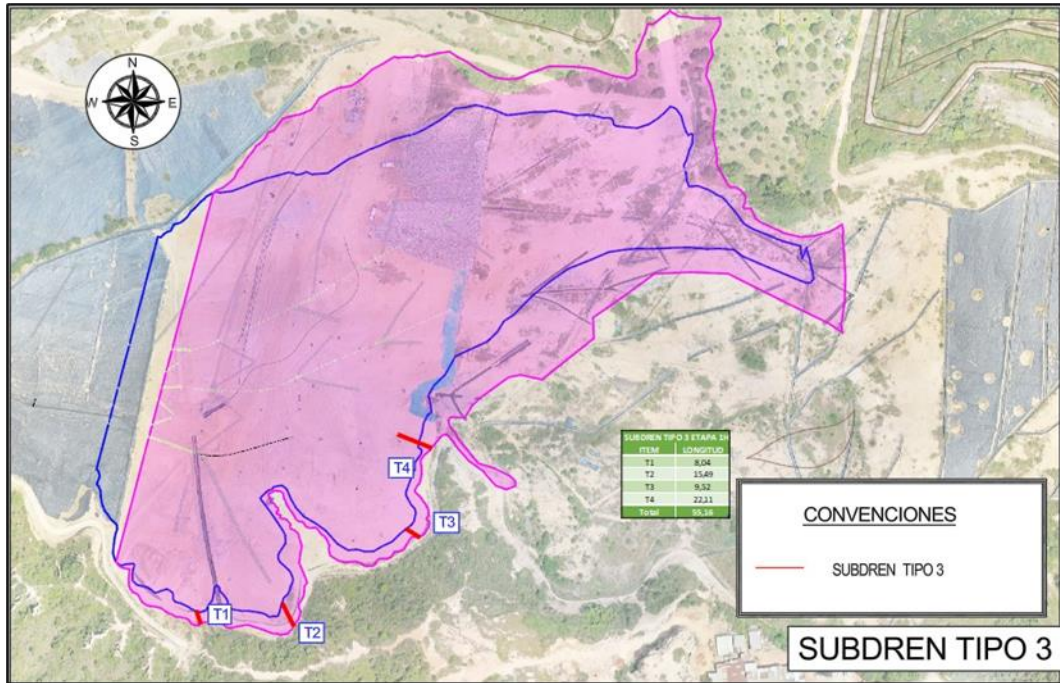 N
W E
S
T4
T3
T1
T2
SUBDREN TIPO 3 ETAPA 1H
ITEM LONGITUD
T1 8,04
T2 15,49
T3 9,52
T4 22,11
Total 55,16
CONVENCIONES
SUBDREN TIPO 3
SUBDREN TIPO 3